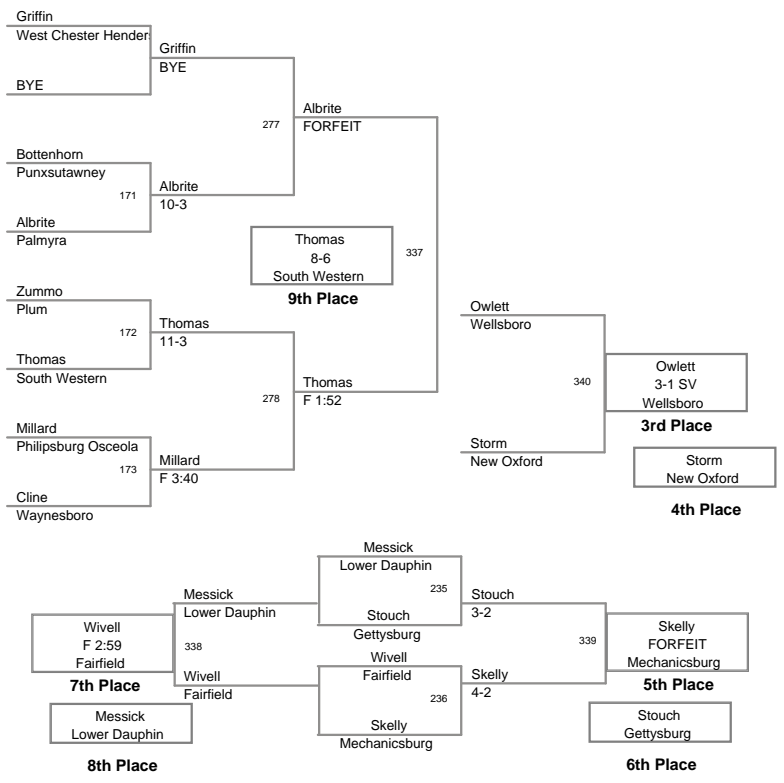 Griffin
West Chester Hender
Griffin
BYE
BYE
277
Albrite
FORFEIT
Bottenhorn
Punxsutawney
171
Albrite
10-3
Albrite
Palmyra
Thomas
8-6
South Western
9th Place
337
Zummo
Plum
172
Thomas
11-3
Thomas
South Western
278
Thomas
F 1:52
Millard
Philipsburg Osceola
173
Millard
F 3:40
Cline
Waynesboro
Owlett
Wellsboro
340
Owlett
3-1 SV
Wellsboro
3rd Place
Storm
New Oxford
Storm
New Oxford
4th Place
Messick
Lower Dauphin
235
Stouch
Gettysburg
Messick
Lower Dauphin
Stouch
3-2
Wivell
F 2:59
Fairfield
7th Place
338
339
Skelly
FORFEIT
Mechanicsburg
5th Place
Wivell
Fairfield
Wivell
Fairfield
236
Skelly
Mechanicsburg
Skelly
4-2
Messick
Lower Dauphin
8th Place
Stouch
Gettysburg
6th Place